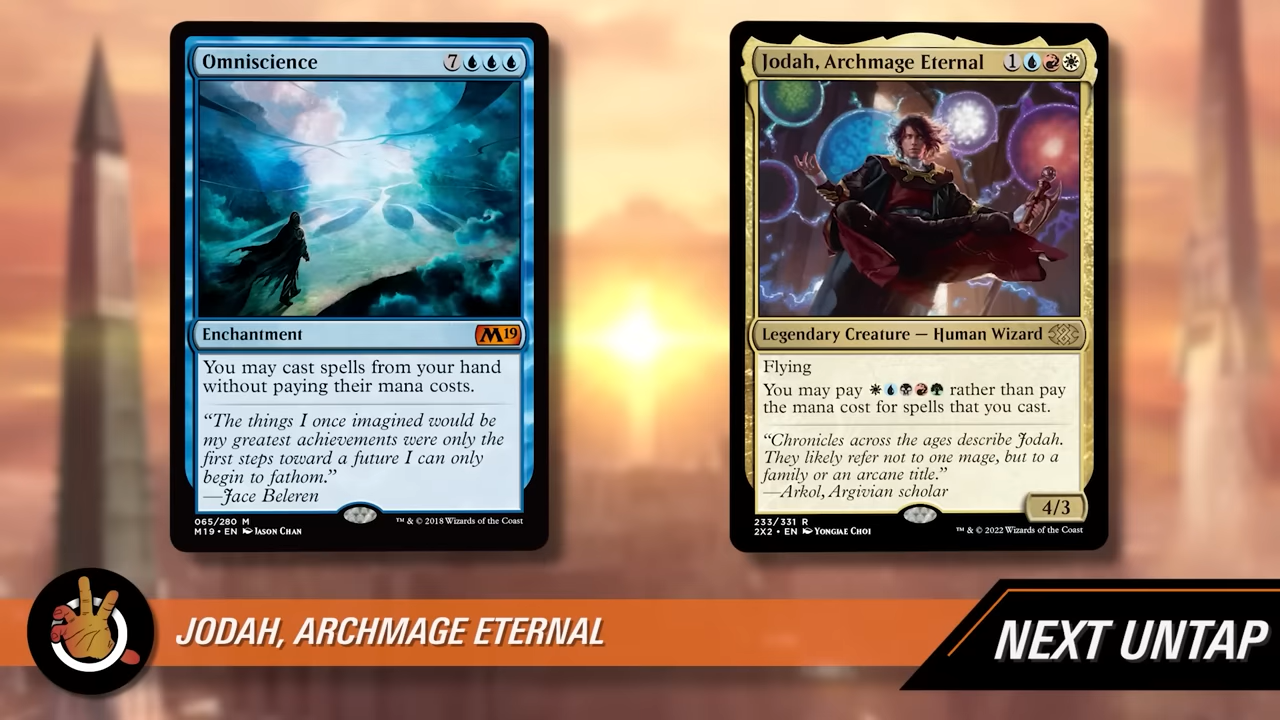 Omniscience
7
Enchantment
M19
You may cast spells from your hand
without paying their mana costs.
“The things I once imagined would be
my greatest achievements were only the
first steps toward a future I can only
begin to fathom.”
—Jace Beleren
065/280 M
M19 • EN Jason Chan
™ & © 2018 Wizards of the Coast
Jodah, Archmage Eternal
1
Legendary Creature — Human Wizard
Flying
You may pay rather than pay
the mana cost for spells that you cast.
“Chronicles across the ages describe Jodah.
They likely refer not to one mage, but to a
family or an arcane title.”
—Arkol, Argivian scholar
4/3
233/331 R
2X2 • EN Yongjae Choi
™ & © 2022 Wizards of the Coast
JODAH, ARCHMAGE ETERNAL
NEXT UNTAP